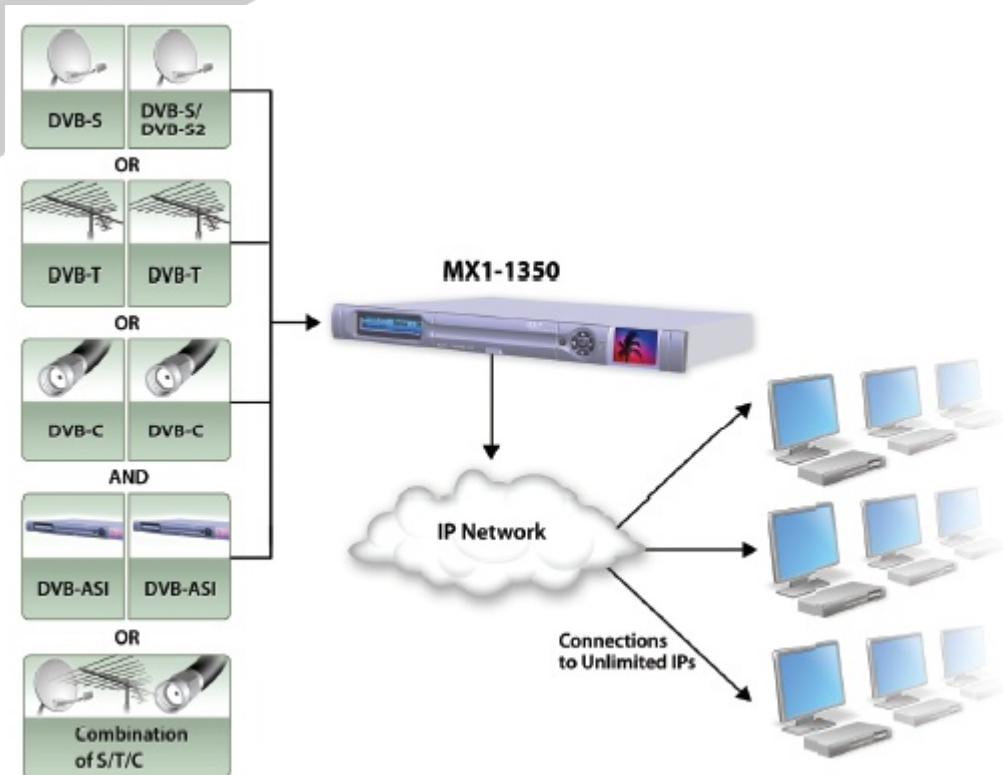 DVB-S
DVB-S/
DVB-S2
OR
DVB-T
DVB-T
OR
DVB-C
DVB-C
AND
DVB-ASI
DVB-ASI
OR
Combination
of S/T/C
MX1-1350
IP Network
Connections
to Unlimited IPs